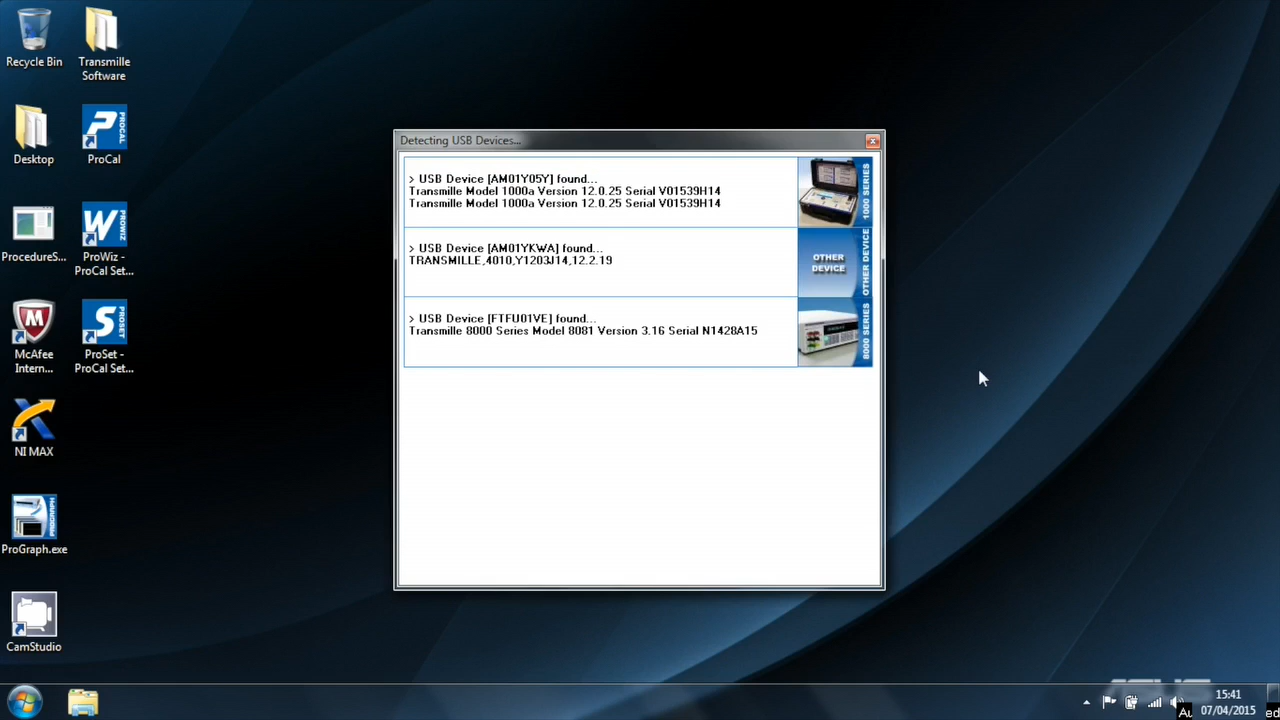 Recycle Bin
Transmille
Software
Desktop
PROCAL
ProCal
ProcedureS...
PROWIZ
ProWiz -
ProCal Set...
McAfee
Intern...
PROSET
ProSet -
ProCal Set...
NI MAX
PROGRAPH
ProGraph.exe
CamStudio
Detecting USB Devices...
> USB Device [AM01Y05Y] found...
Transmille Model 1000a Version 12.0.25 Serial V01539H14
Transmille Model 1000a Version 12.0.25 Serial V01539H14
1000 SERIES
> USB Device [AM01YKWA] found...
TRANSMILLE,4010,Y1203J14,12.2.19
OTHER
DEVICE
OTHER DEVICE
> USB Device [FTFU01VE] found...
Transmille 8000 Series Model 8081 Version 3.16 Serial N1428A15
8000 SERIES
15:41
07/04/2015